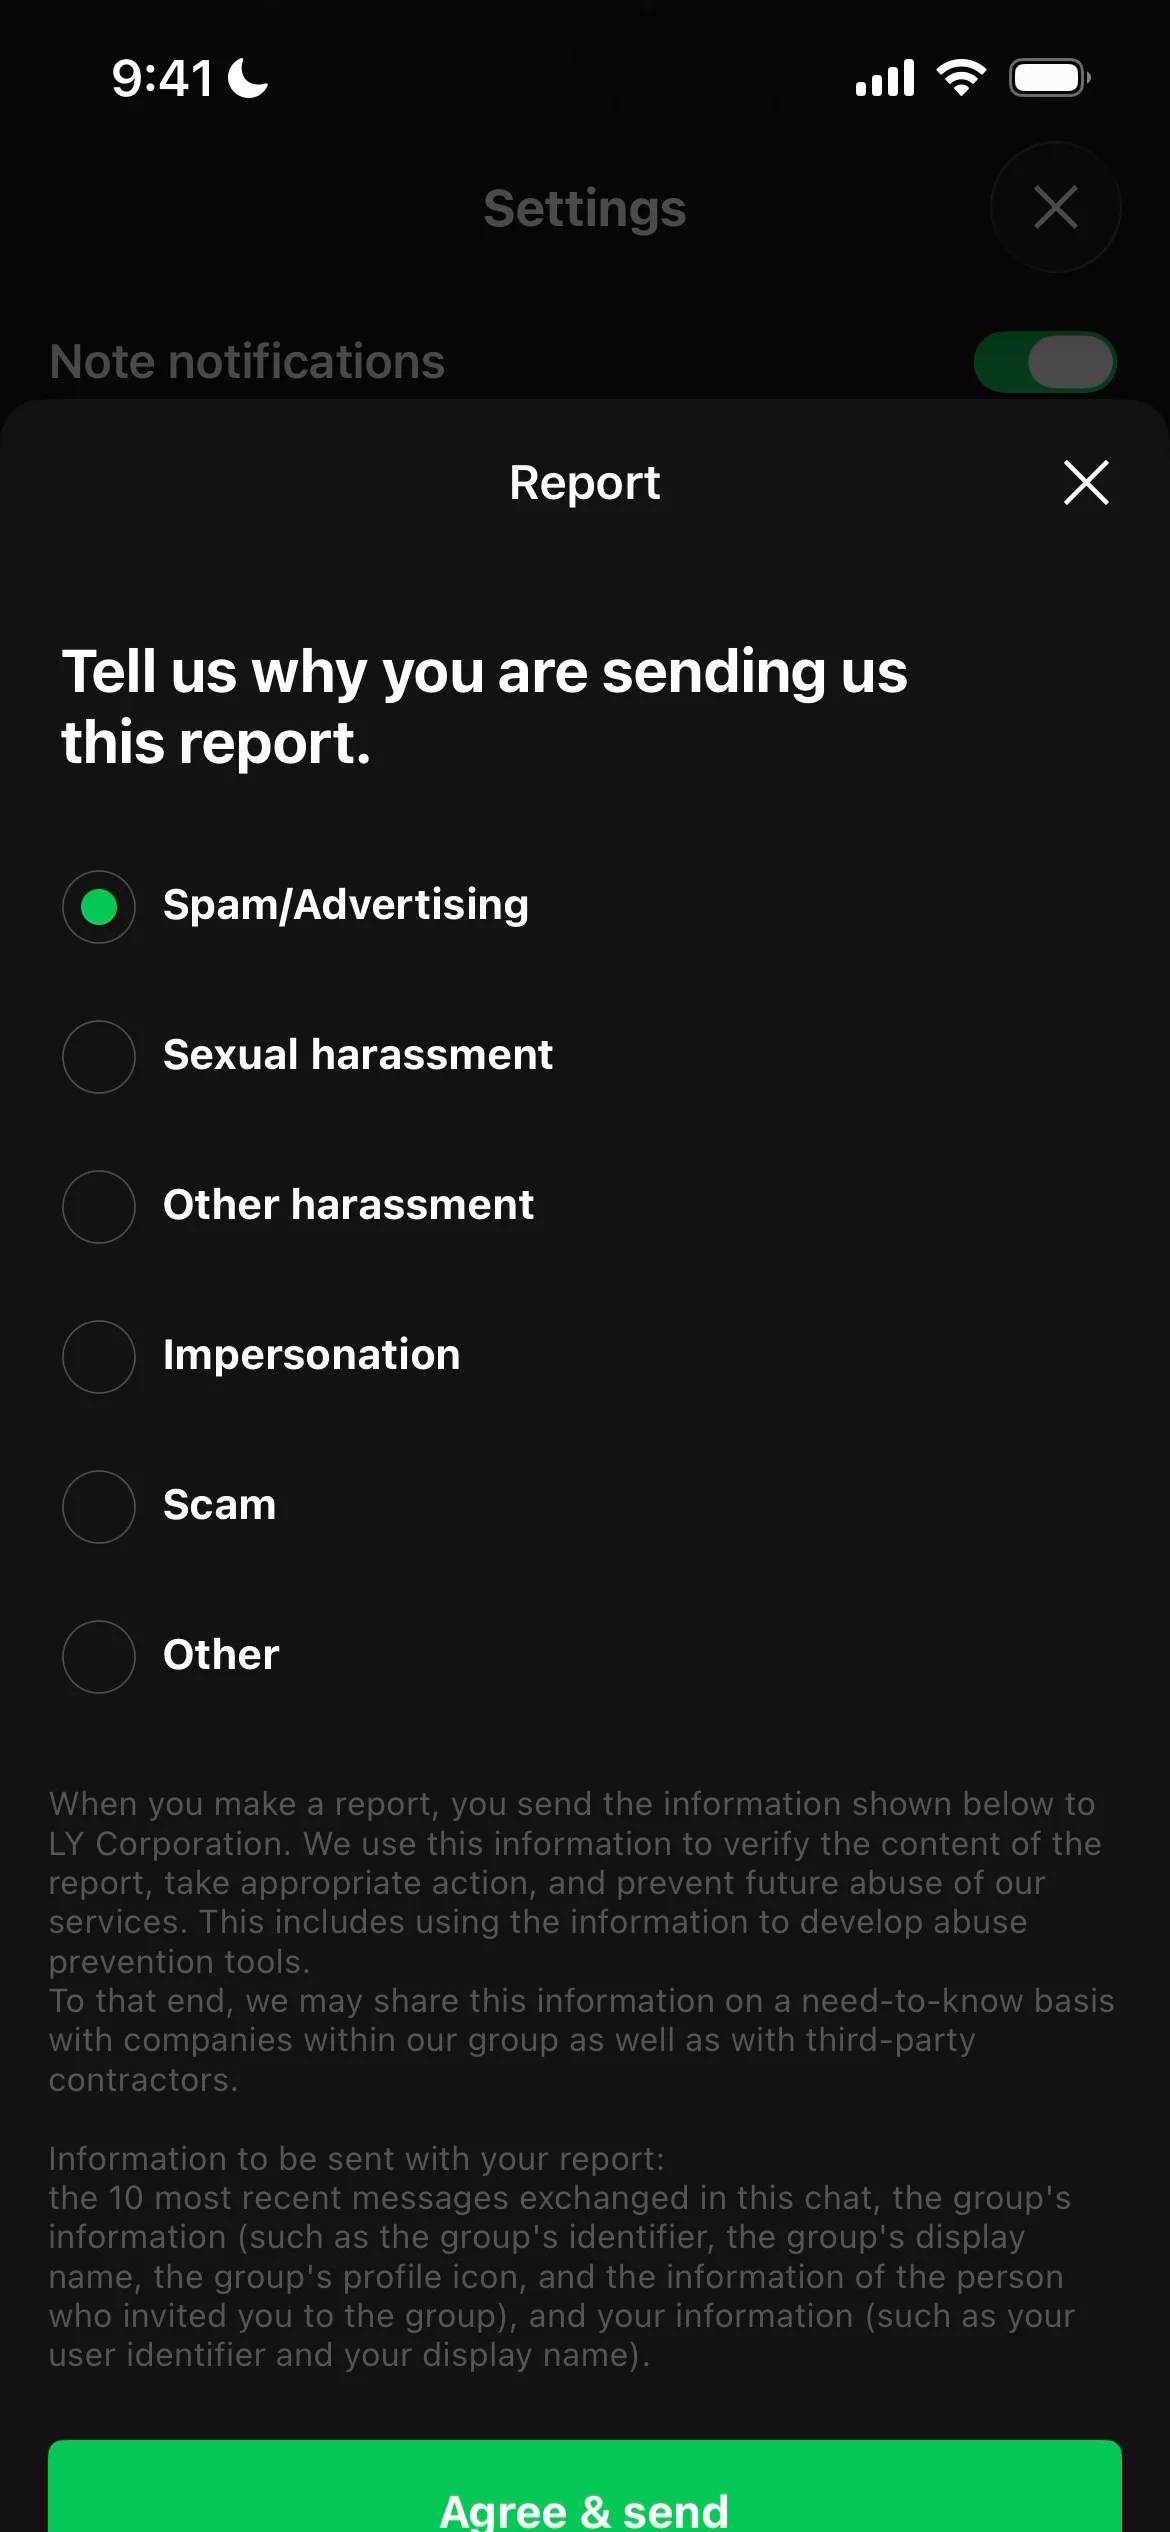 9:41
Settings
Note notifications
Report
Tell us why you are sending us
this report.
Spam/Advertising
Sexual harassment
Other harassment
Impersonation
Scam
Other
When you make a report, you send the information shown below to
LY Corporation. We use this information to verify the content of the
report, take appropriate action, and prevent future abuse of our
services. This includes using the information to develop abuse
prevention tools.
To that end, we may share this information on a need-to-know basis
with companies within our group as well as with third-party
contractors.
Information to be sent with your report:
the 10 most recent messages exchanged in this chat, the group's
information (such as the group's identifier, the group's display
name, the group's profile icon, and the information of the person
who invited you to the group), and your information (such as your
user identifier and your display name).
Agree & send